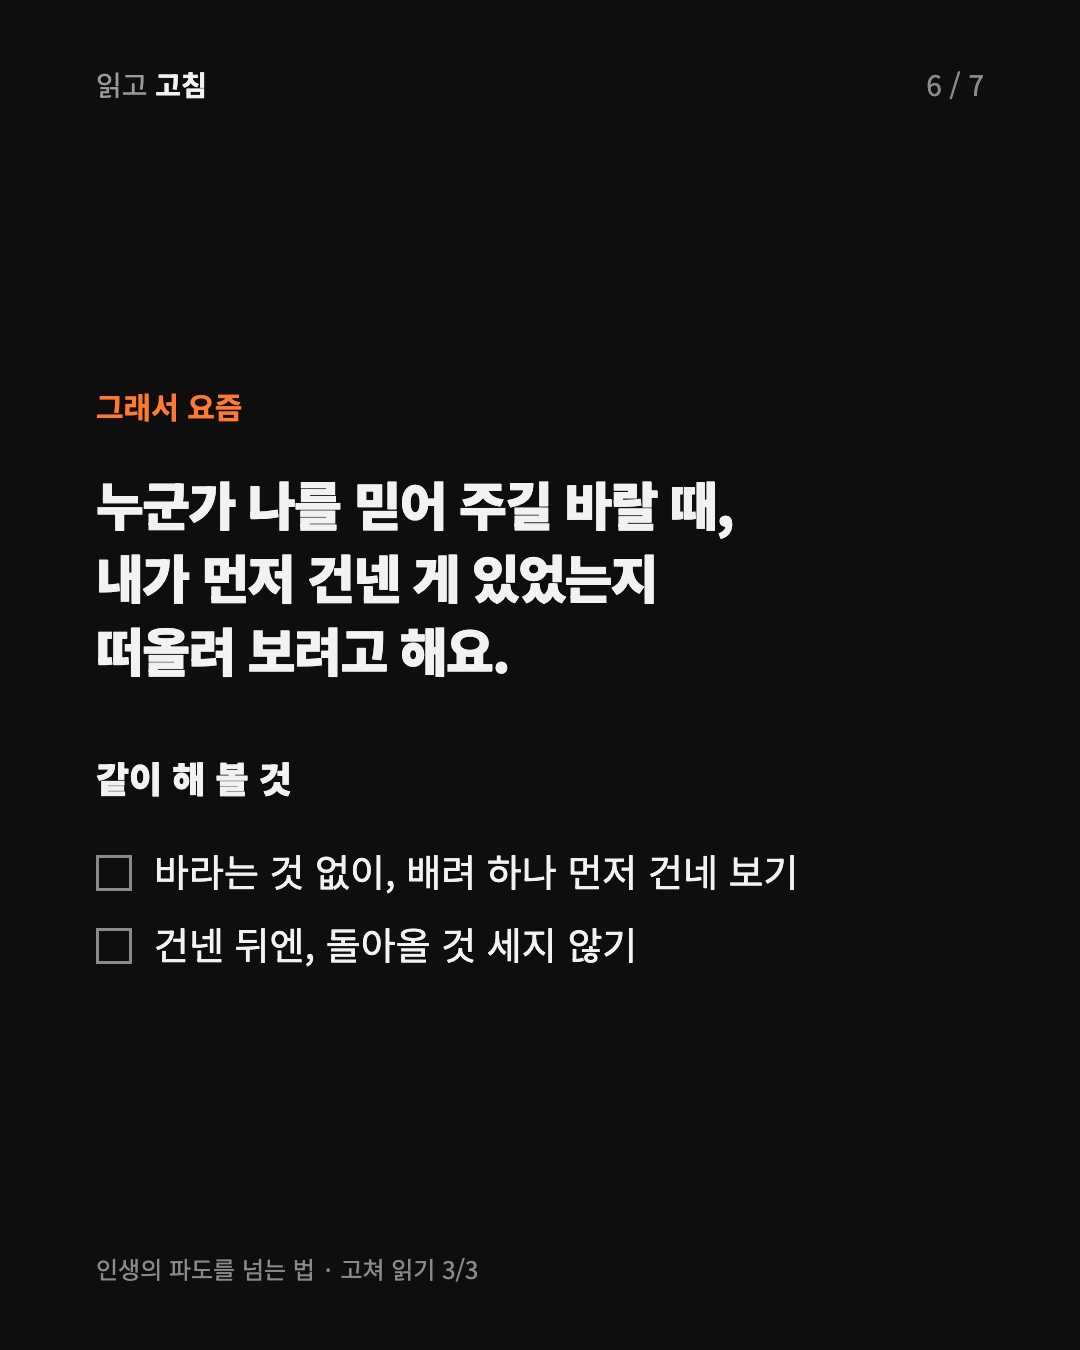 읽고 고침
6 / 7
그래서 요즘
누군가 나를 믿어 주길 바랄 때,
내가 먼저 건넨 게 있었는지
떠올려 보려고 해요.
같이 해 볼 것
바라는 것 없이, 배려 하나 먼저 건네 보기
건넨 뒤엔, 돌아올 것 세지 않기
인생의 파도를 넘는 법 · 고쳐 읽기 3/3